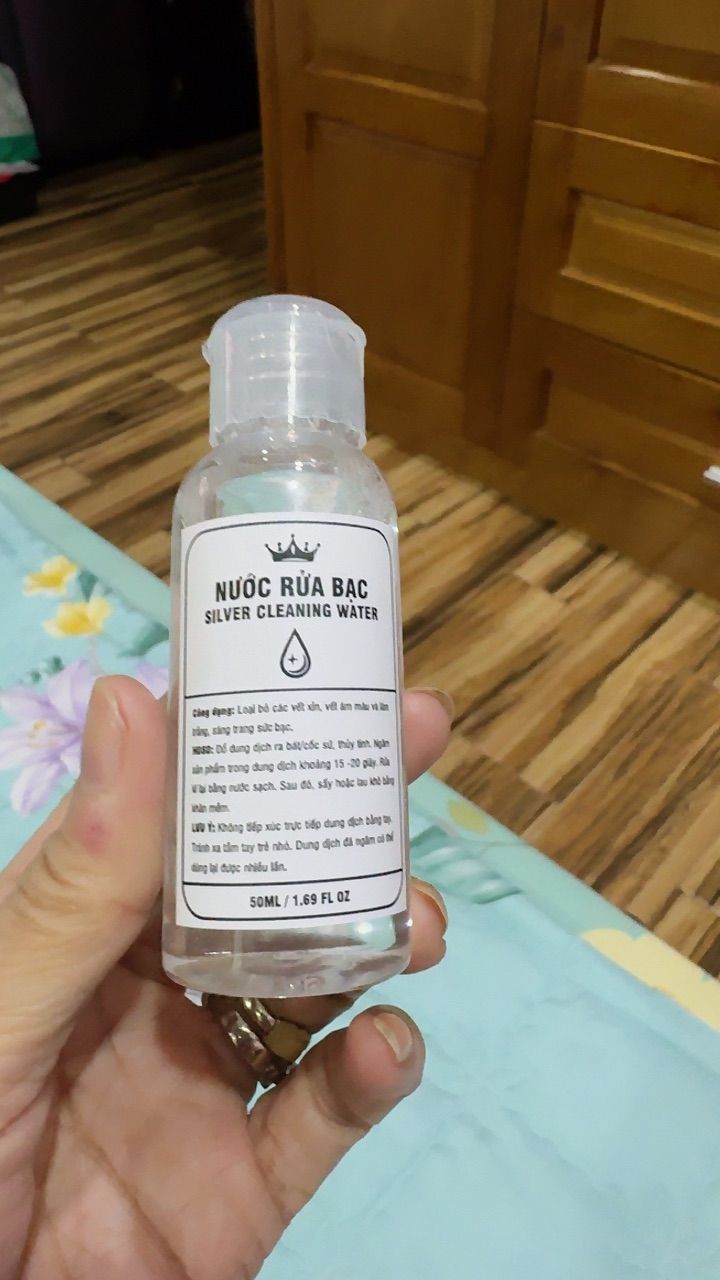 NƯỚC RỬA BẠC
SILVER CLEANING WATER
Công dụng: Loại bỏ các vết xỉn, vết âm màu và làm
trắng, sáng trang sức bạc.
HDSD: Đổ dung dịch ra bát/cốc sứ, thủy tinh. Ngâm
sản phẩm trong dung dịch khoảng 15 -20 giây. Rửa
lại bằng nước sạch. Sau đó, sấy hoặc lau khô bằng
khăn mềm.
LƯU Ý: Không tiếp xúc trực tiếp dung dịch bằng tay.
Tránh xa tầm tay trẻ nhỏ. Dung dịch đã ngâm có thể
dùng lại được nhiều lần.
50ML / 1.69 FL OZ